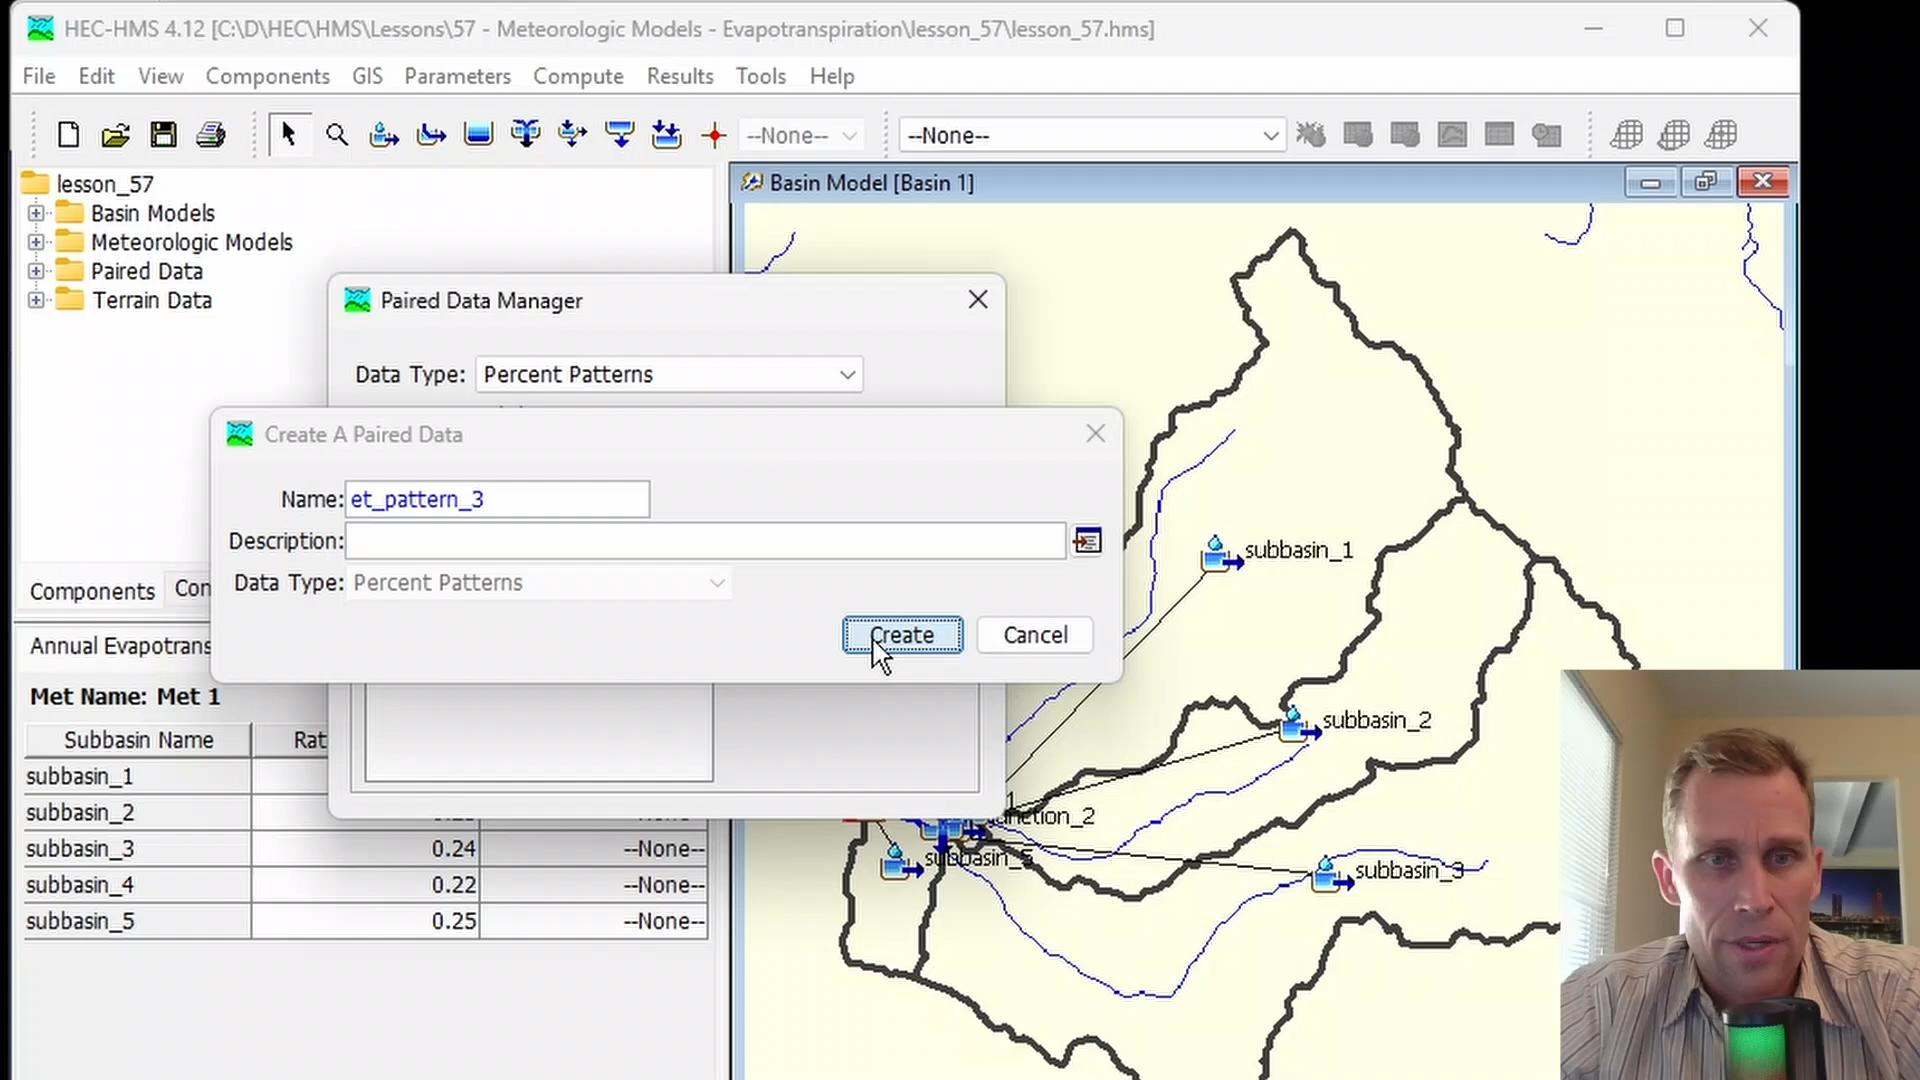 HEC-HMS 4.12 [C:\D\HEC\HMS\Lessons\57 - Meteorologic Models - Evapotranspiration\lesson_57\lesson_57.hms]
File Edit View Components GIS Parameters Compute Results Tools Help
--None-- --None--
lesson_57
Basin Models
Meteorologic Models
Paired Data
Terrain Data
Basin Model [Basin 1]
Paired Data Manager
Data Type: Percent Patterns
Create A Paired Data
Name: et_pattern_3
Description:
Data Type: Percent Patterns
Create Cancel
Components Con
Annual Evapotrans
Met Name: Met 1
Subbasin Name Rat
subbasin_1
subbasin_2
subbasin_3 0.24 --None--
subbasin_4 0.22 --None--
subbasin_5 0.25 --None--
subbasin_1
subbasin_2
unction_2
subbasin_5
subbasin_3